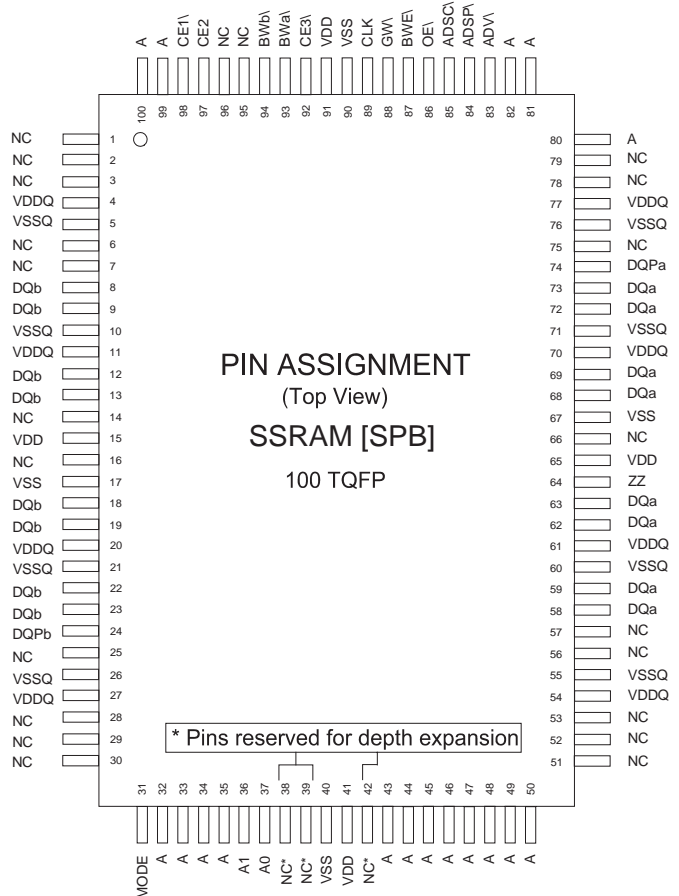 A
A
CE1\
CE2
NC
NC
BWb\
BWa\
CE3\
VDD
VSS
CLK
GW\
BWE\
OE\
ADSC\
ADSP\
ADV\
A
A
100
99
98
97
96
95
94
93
92
91
90
89
88
87
86
85
84
83
82
81
NC 1
NC 2
NC 3
VDDQ 4
VSSQ 5
NC 6
NC 7
DQb 8
DQb 9
VSSQ 10
VDDQ 11
DQb 12
DQb 13
NC 14
VDD 15
NC 16
VSS 17
DQb 18
DQb 19
VDDQ 20
VSSQ 21
DQb 22
DQb 23
DQPb 24
NC 25
VSSQ 26
VDDQ 27
NC 28
NC 29
NC 30
PIN ASSIGNMENT
(Top View)
SSRAM [SPB]
100 TQFP
80 A
79 NC
78 NC
77 VDDQ
76 VSSQ
75 NC
74 DQPa
73 DQa
72 DQa
71 VSSQ
70 VDDQ
69 DQa
68 DQa
67 VSS
66 NC
65 VDD
64 ZZ
63 DQa
62 DQa
61 VDDQ
60 VSSQ
59 DQa
58 DQa
57 NC
56 NC
55 VSSQ
54 VDDQ
53 NC
52 NC
51 NC
* Pins reserved for depth expansion
31
32
33
34
35
36
37
38
39
40
41
42
43
44
45
46
47
48
49
50
MODE
A
A
A
A
A1
A0
NC*
NC*
VSS
VDD
NC*
A
A
A
A
A
A
A
A